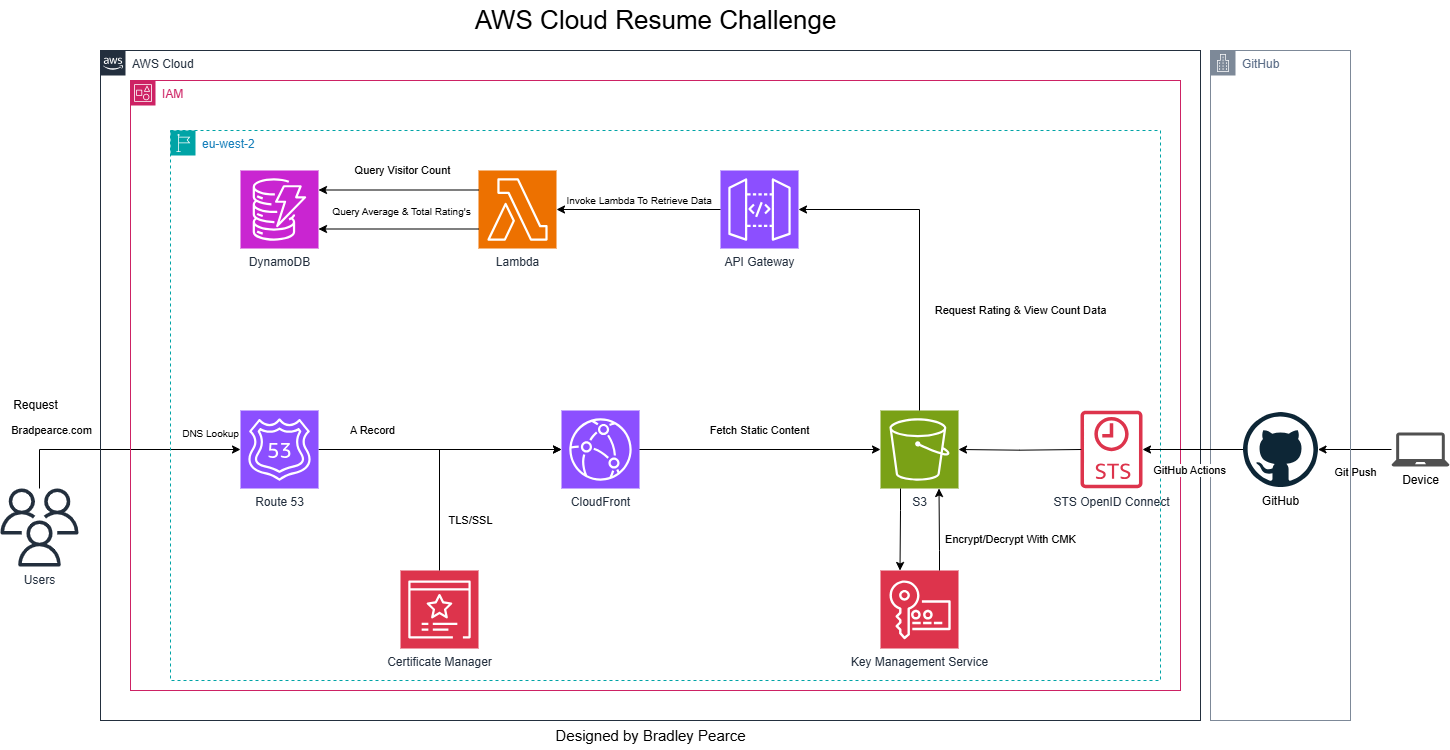 AWS Cloud Resume Challenge
aws
AWS Cloud
GitHub
IAM
eu-west-2
Query Visitor Count
Query Average & Total Rating's
Invoke Lambda To Retrieve Data
DynamoDB
Lambda
API Gateway
Request Rating & View Count Data
Request
Bradpearce.com
DNS Lookup
A Record
Fetch Static Content
53
STS
GitHub Actions
Git Push
Route 53
CloudFront
S3
STS OpenID Connect
GitHub
Device
TLS/SSL
Encrypt/Decrypt With CMK
Users
Certificate Manager
Key Management Service
Designed by Bradley Pearce